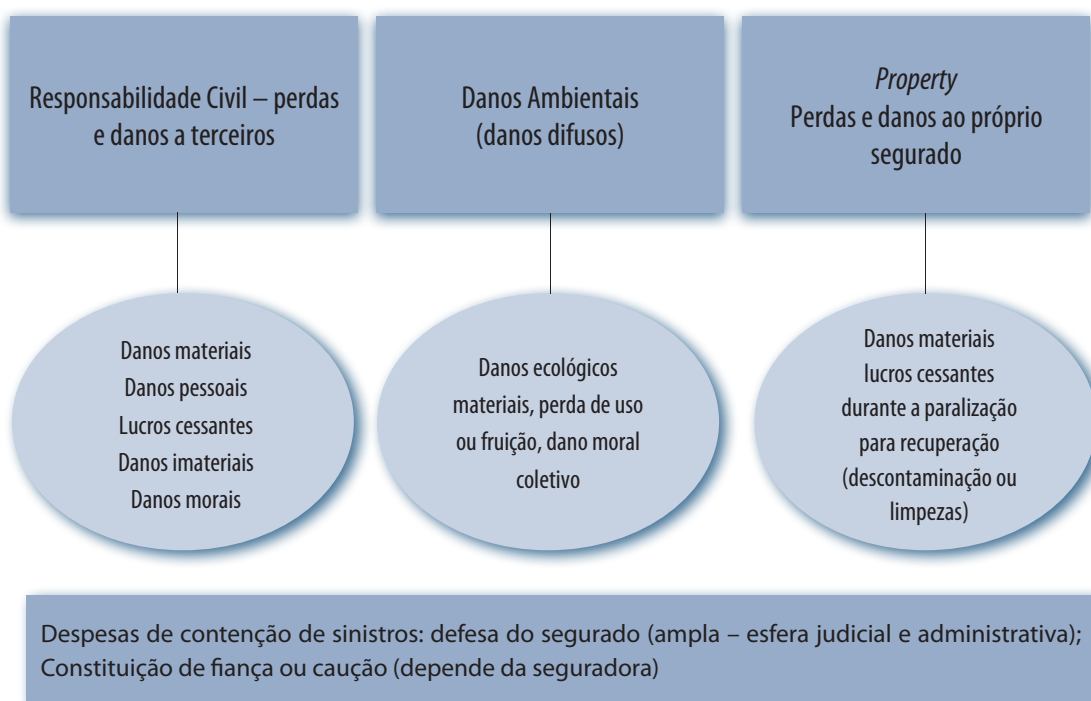 Responsabilidade Civil – perdas
e danos a terceiros
Danos Ambientais
(danos difusos)
Property
Perdas e danos ao próprio
segurado
Danos materiais
Danos pessoais
Lucros cessantes
Danos imateriais
Danos morais
Danos ecológicos
materiais, perda de uso
ou fruição, dano moral
coletivo
Danos materiais
lucros cessantes
durante a paralização
para recuperação
(descontaminação ou
limpezas)
Despesas de contenção de sinistros: defesa do segurado (ampla – esfera judicial e administrativa);
Constituição de fiança ou caução (depende da seguradora)